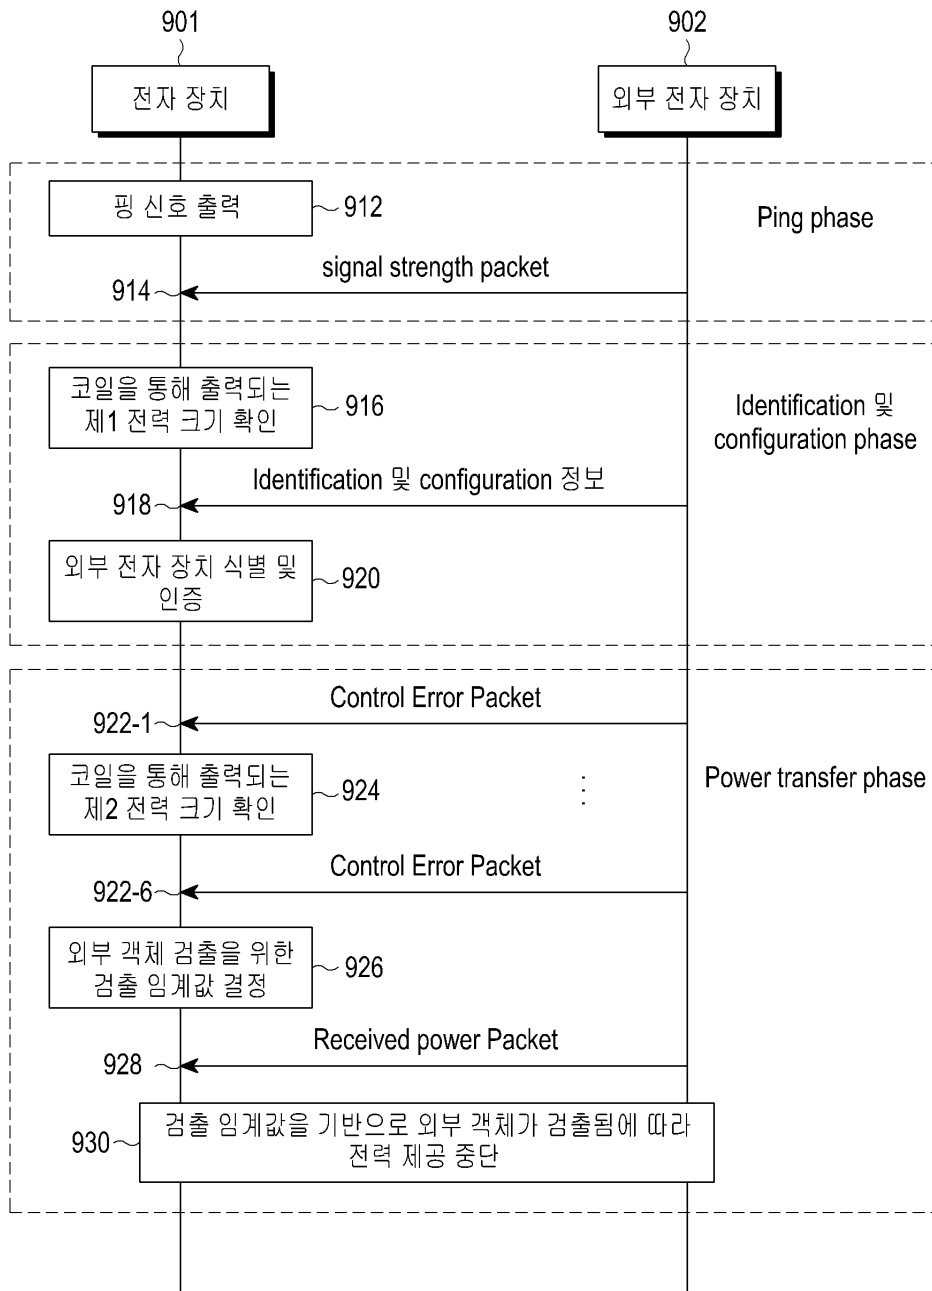 901
902
전자 장치
외부 전자 장치
핑 신호 출력
912
Ping phase
signal strength packet
914
코일을 통해 출력되는
제1 전력 크기 확인
916
Identification 및
configuration phase
Identification 및 configuration 정보
918
외부 전자 장치 식별 및
인증
920
Control Error Packet
922-1
코일을 통해 출력되는
제2 전력 크기 확인
924
Power transfer phase
Control Error Packet
922-6
외부 객체 검출을 위한
검출 임계값 결정
926
Received power Packet
928
검출 임계값을 기반으로 외부 객체가 검출됨에 따라
전력 제공 중단
930